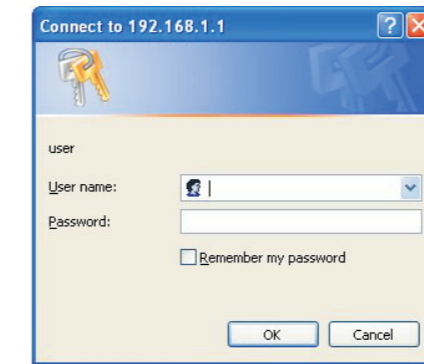 Connect to 192.168.1.1
user
User name:
Password:
Remember my password
OK
Cancel